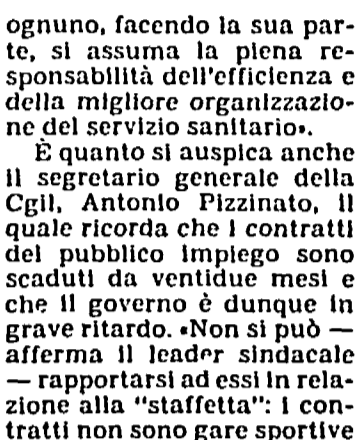 ognuno, facendo la sua par-
te, si assuma la piena re-
sponsabilità dell'efficienza e
della migliore organizzazio-
ne del servizio sanitario».
È quanto si auspica anche
il segretario generale della
Cgil, Antonio Pizzinato, il
quale ricorda che i contratti
del pubblico impiego sono
scaduti da ventidue mesi e
che il governo è dunque in
grave ritardo. «Non si può —
afferma il leader sindacale
— rapportarsi ad essi in rela-
zione alla "staffetta": i con-
tratti non sono gare sportive